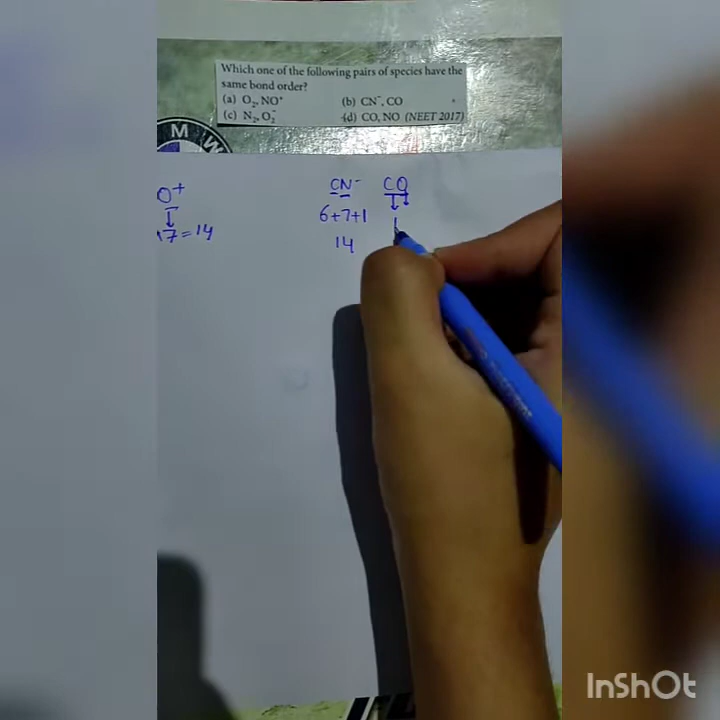 Which one of the following pairs of species have the
same bond order?
(a) O₂, NO⁺ (b) CN⁻, CO
(c) N₂, O₂⁻ (d) CO, NO (NEET 2017)
M W
O⁺ CN⁻ CO
↓ ↓ ↓
6+7+1
7=14 14
InShOt